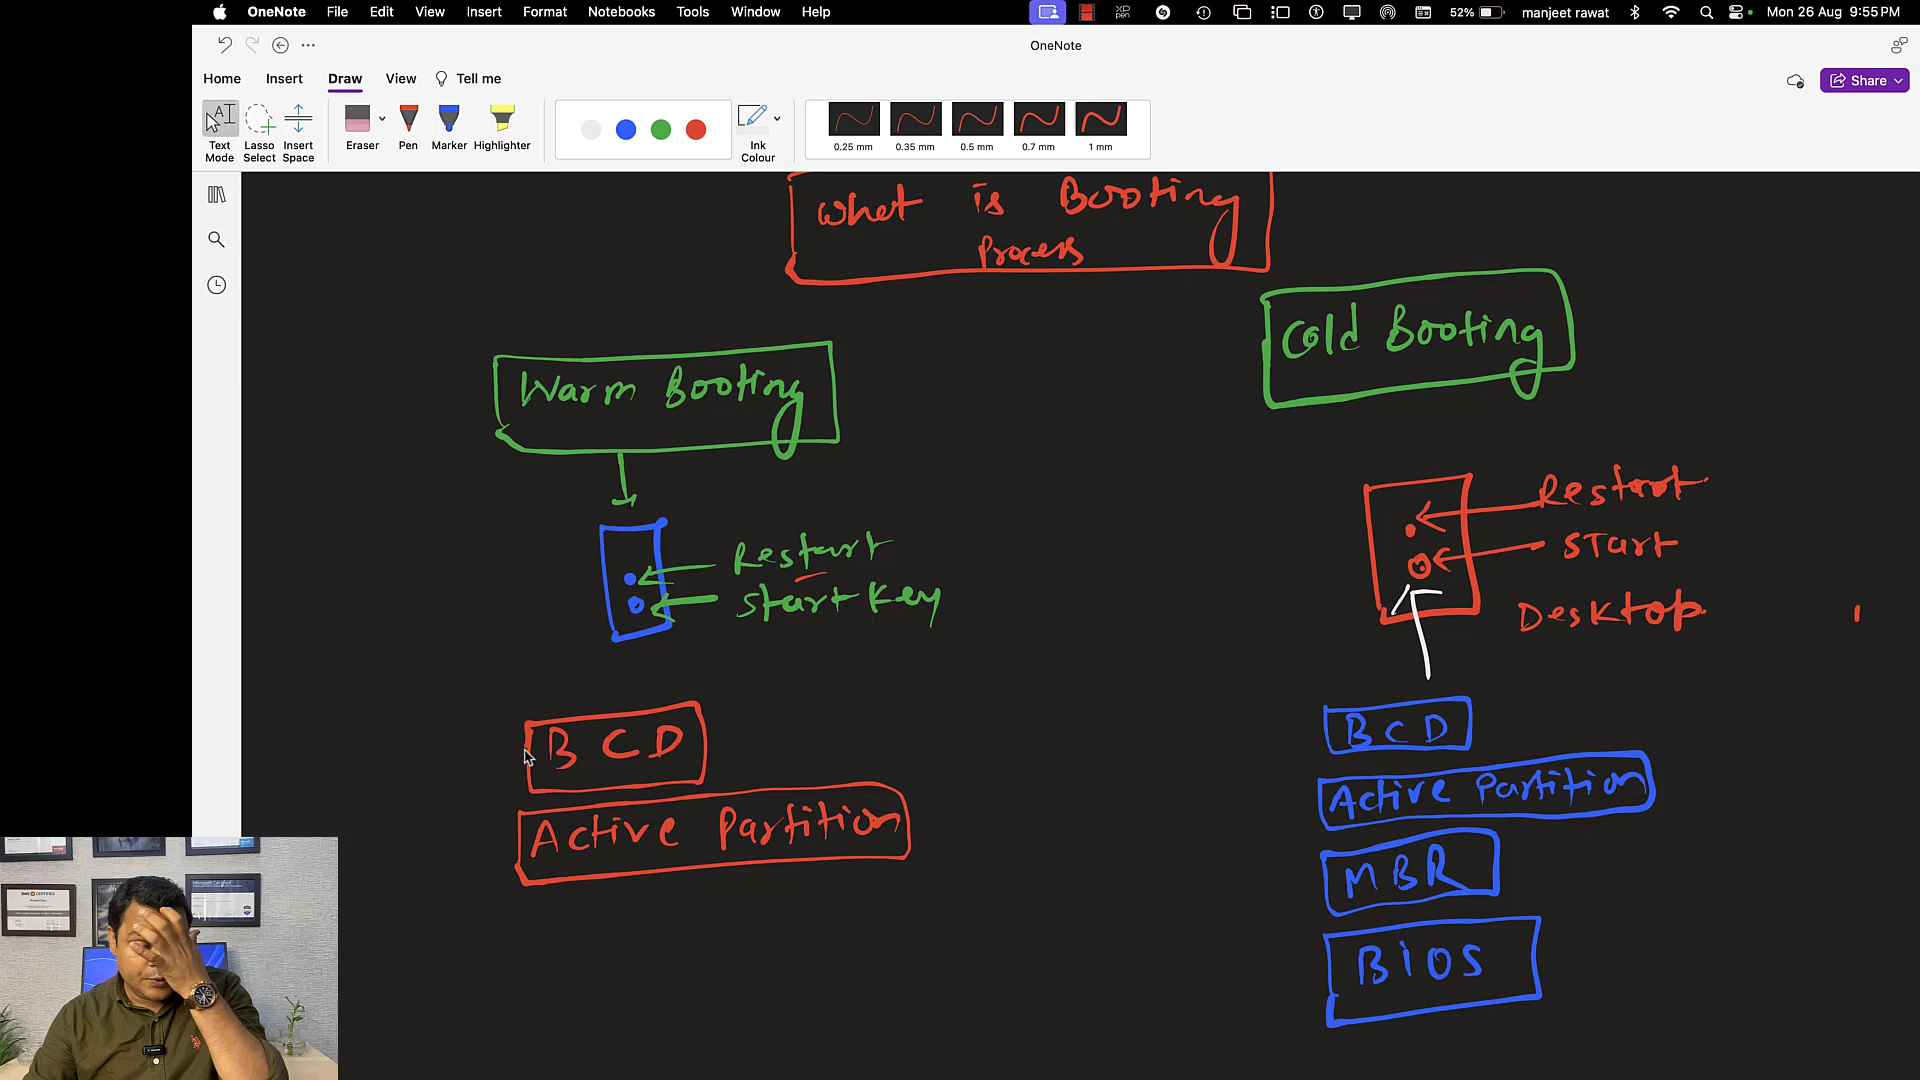 OneNote File Edit View Insert Format Notebooks Tools Window Help
XP pen 52% manjeet rawat Mon 26 Aug 9:55 PM
OneNote
Home Insert Draw View Tell me
Share
Text Mode Lasso Select Insert Space Eraser Pen Marker Highlighter Ink Colour 0.25 mm 0.35 mm 0.5 mm 0.7 mm 1 mm
What is Booting
Process
Cold Booting
Warm Booting
Restart
Start
Restart
Start Key
Desktop
BCD
BCD
Active Partition
Active Partition
MBR
BIOS